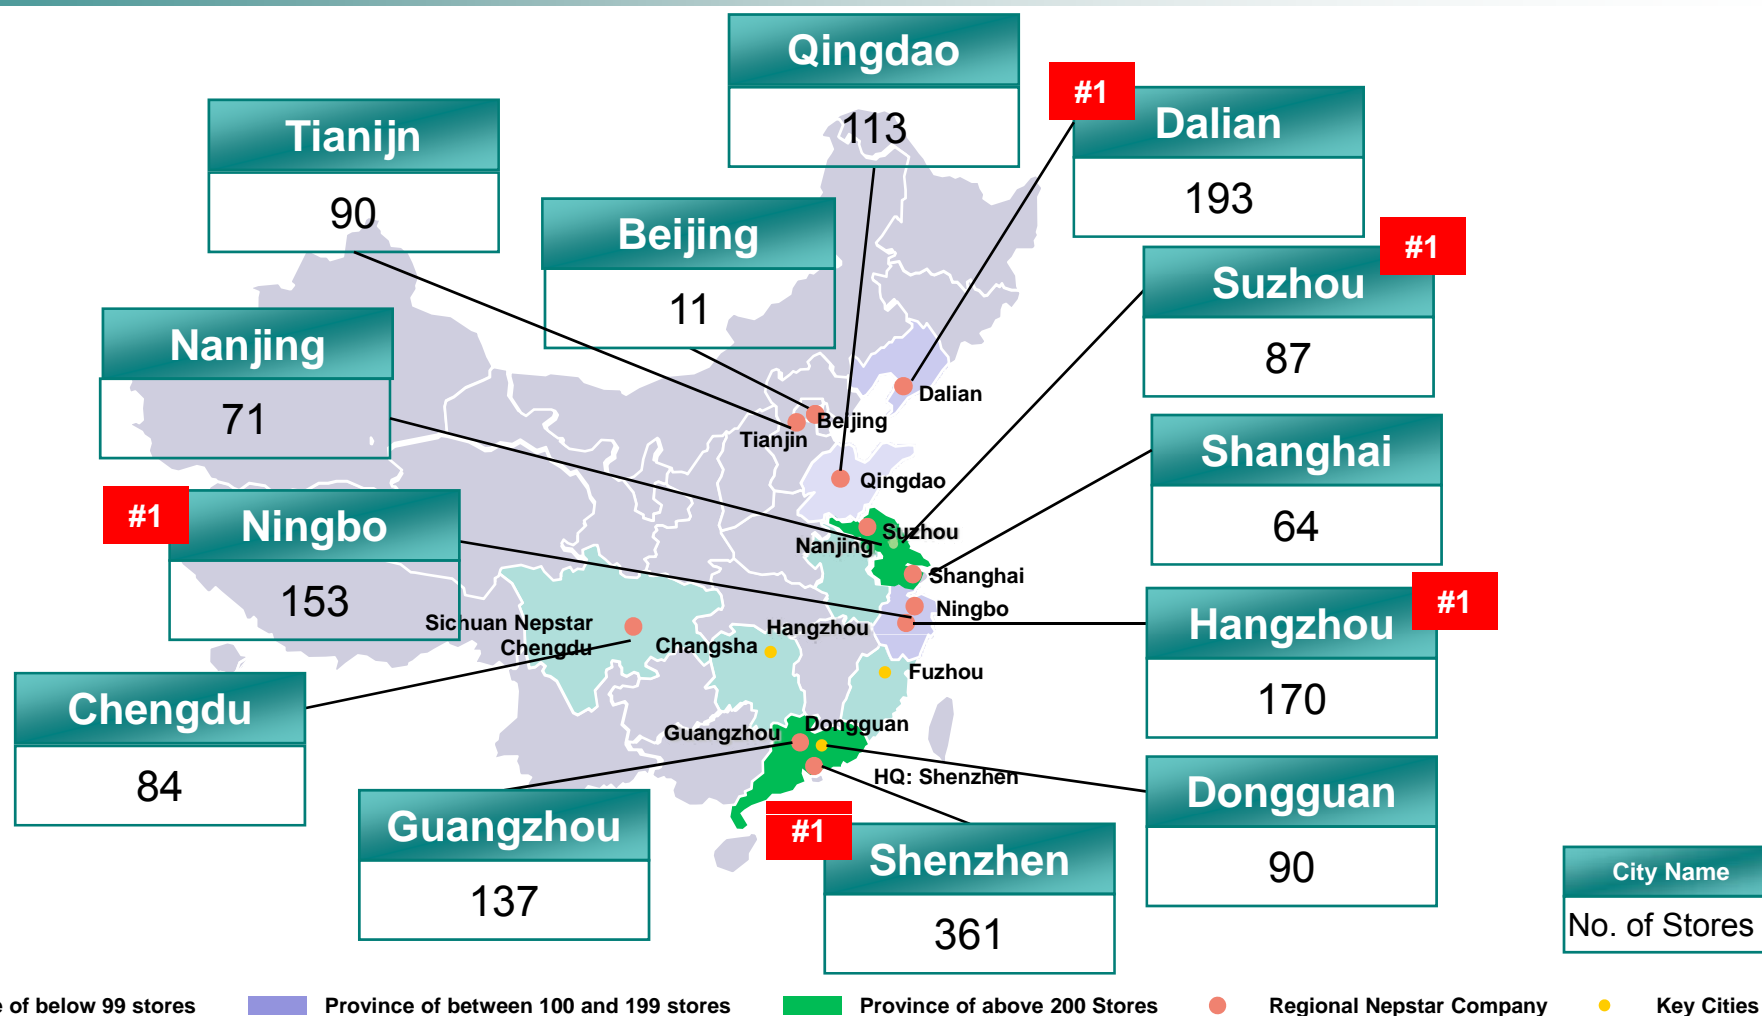 Qingdao
113
#1
Dalian
193
Tianijn
90
Beijing
11
#1
Suzhou
87
Nanjing
71
Shanghai
64
#1
Ningbo
153
#1
Hangzhou
170
Chengdu
84
Guangzhou
137
#1
Shenzhen
361
Dongguan
90
Dalian
Beijing
Tianjin
Qingdao
Suzhou
Nanjing
Shanghai
Ningbo
Hangzhou
Sichuan Nepstar
Chengdu
Changsha
Fuzhou
Guangzhou
Dongguan
HQ: Shenzhen
City Name
No. of Stores
e of below 99 stores
Province of between 100 and 199 stores
Province of above 200 Stores
Regional Nepstar Company
Key Cities